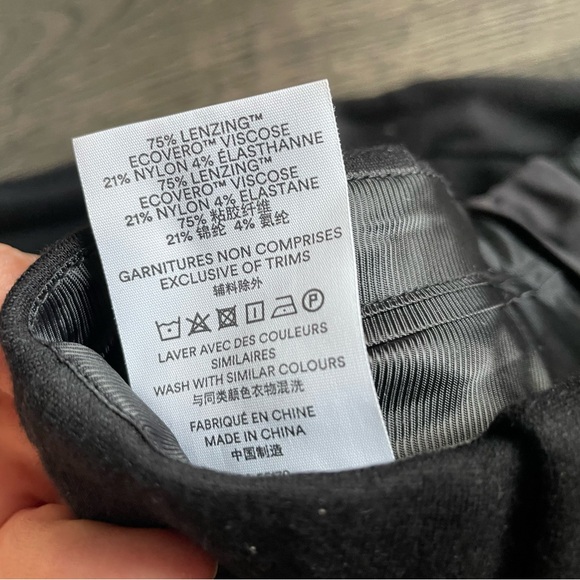 75% LENZING™
ECOVERO™ VISCOSE
21% NYLON 4% ÉLASTHANNE
75% LENZING™
ECOVERO™ VISCOSE
21% NYLON 4% ELASTANE
75% 粘胶纤维
21% 锦纶 4% 氨纶
GARNITURES NON COMPRISES
EXCLUSIVE OF TRIMS
辅料除外
P
LAVER AVEC DES COULEURS
SIMILAIRES
WASH WITH SIMILAR COLOURS
与同类颜色衣物混洗
FABRIQUÉ EN CHINE
MADE IN CHINA
中国制造